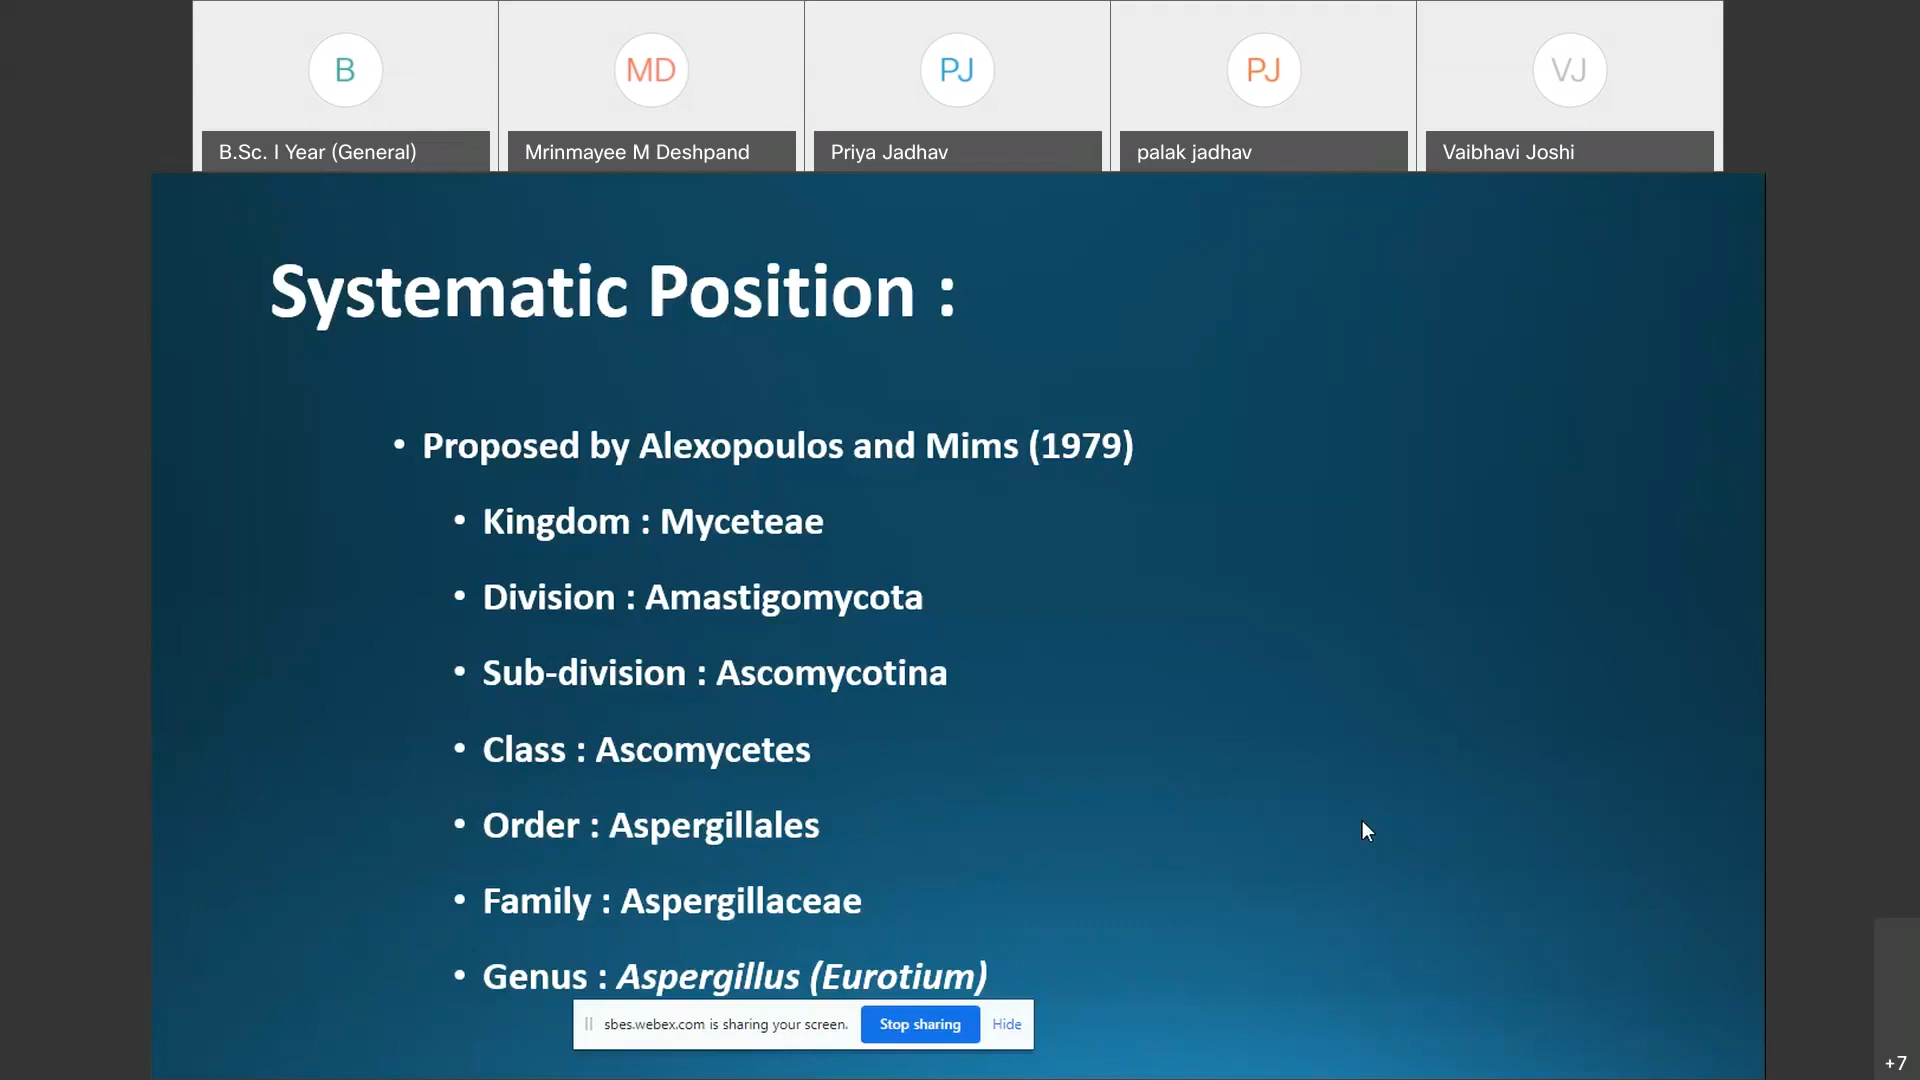 B
MD
PJ
PJ
VJ
B.Sc. I Year (General)
Mrinmayee M Deshpand
Priya Jadhav
palak jadhav
Vaibhavi Joshi
Systematic Position :
• Proposed by Alexopoulos and Mims (1979)
• Kingdom : Myceteae
• Division : Amastigomycota
• Sub-division : Ascomycotina
• Class : Ascomycetes
• Order : Aspergillales
• Family : Aspergillaceae
• Genus : Aspergillus (Eurotium)
sbes.webex.com is sharing your screen. Stop sharing Hide
+7